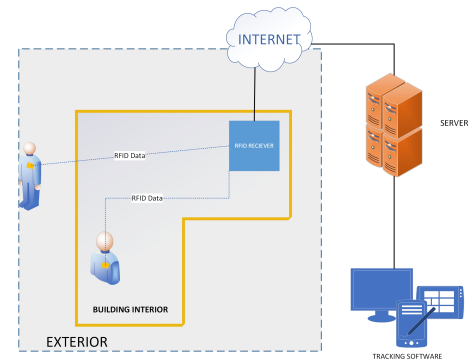 INTERNET
SERVER
RFID RECIEVER
RFID Data
RFID Data
BUILDING INTERIOR
EXTERIOR
TRACKING SOFTWARE